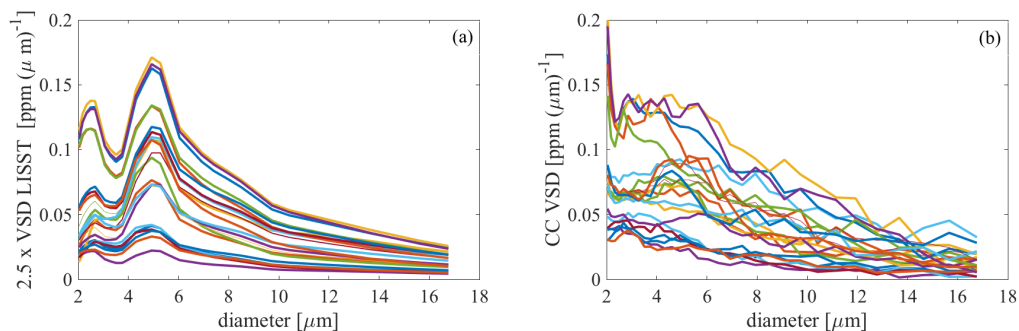 0.2
0.15
0.1
0.05
0
2.5 x VSD LISST [ppm (μ m)⁻¹]
(a)
2 4 6 8 10 12 14 16 18
diameter [μm]
0.2
0.15
0.1
0.05
0
CC VSD [ppm (μm)⁻¹]
(b)
2 4 6 8 10 12 14 16 18
diameter [μm]